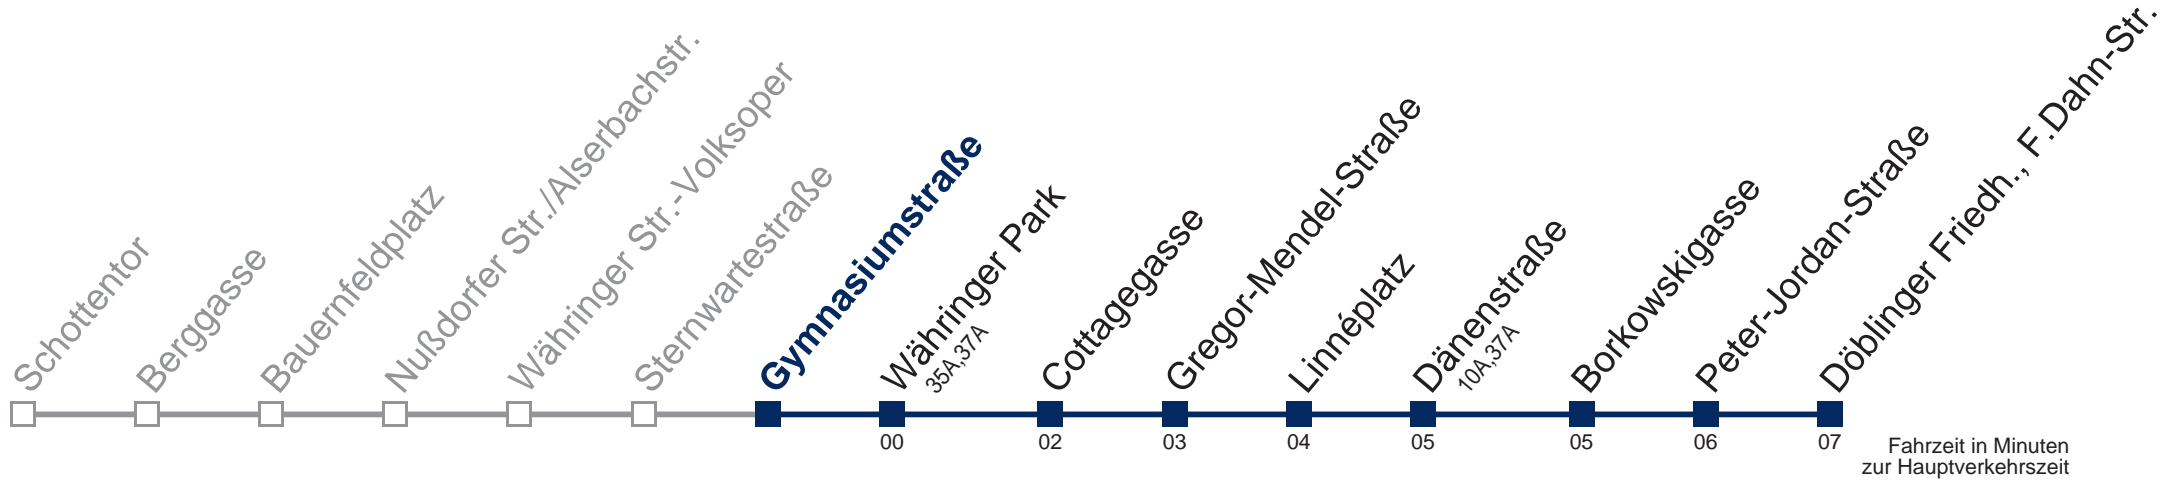 Schottentor
Berggasse
Bauernfeldplatz
Nußdorfer Str./Alserbachstr.
Währinger Str.-Volksoper
Sternwartestraße
Gymnasiumstraße
Währinger Park
35A,37A
Cottagegasse
Gregor-Mendel-Straße
Linnéplatz
Dänenstraße
10A,37A
Borkowskigasse
Peter-Jordan-Straße
Döblinger Friedh., F.Dahn-Str.
00
02
03
04
05
05
06
07
Fahrzeit in Minuten
zur Hauptverkehrszeit